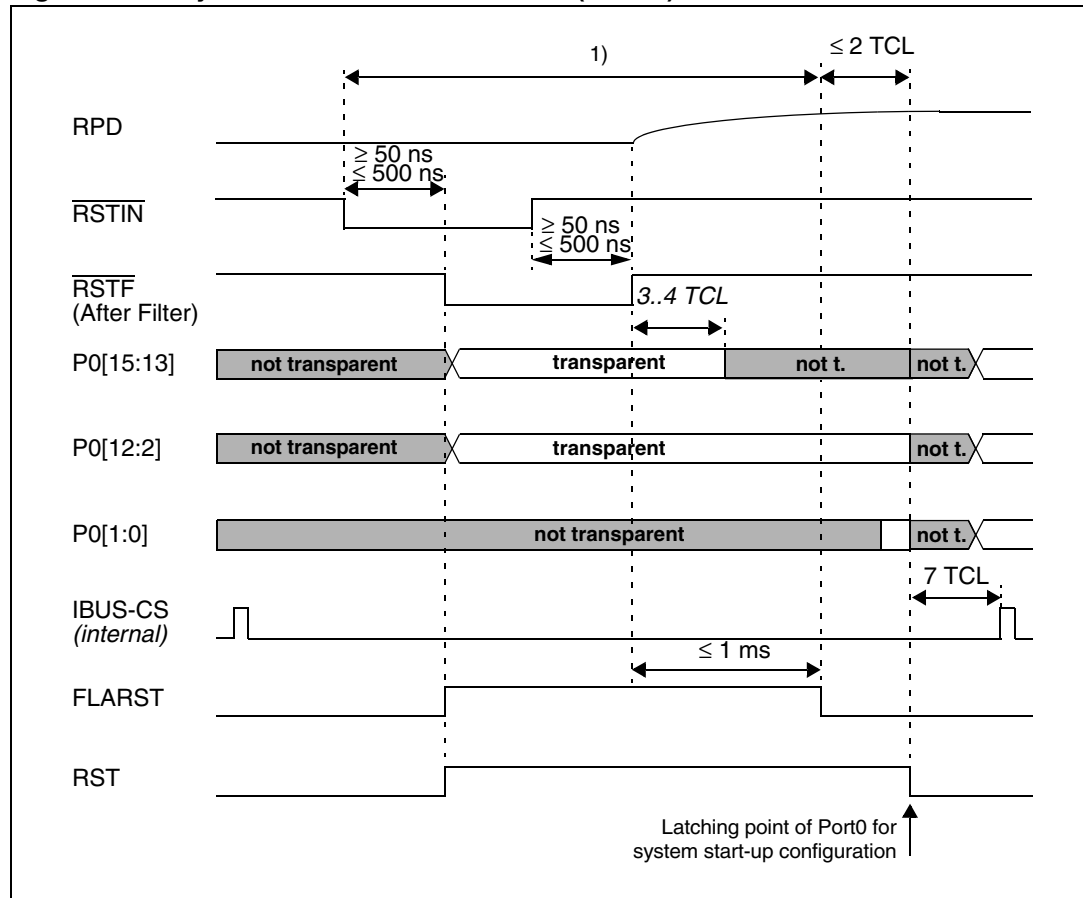 1)
≤ 2 TCL
RPD
≥ 50 ns
≤ 500 ns
RSTIN
≥ 50 ns
≤ 500 ns
RSTF
(After Filter)
3..4 TCL
P0[15:13]
not transparent
transparent
not t.
not t.
P0[12:2]
not transparent
transparent
not t.
P0[1:0]
not transparent
not t.
7 TCL
IBUS-CS
(internal)
≤ 1 ms
FLARST
RST
Latching point of Port0 for
system start-up configuration